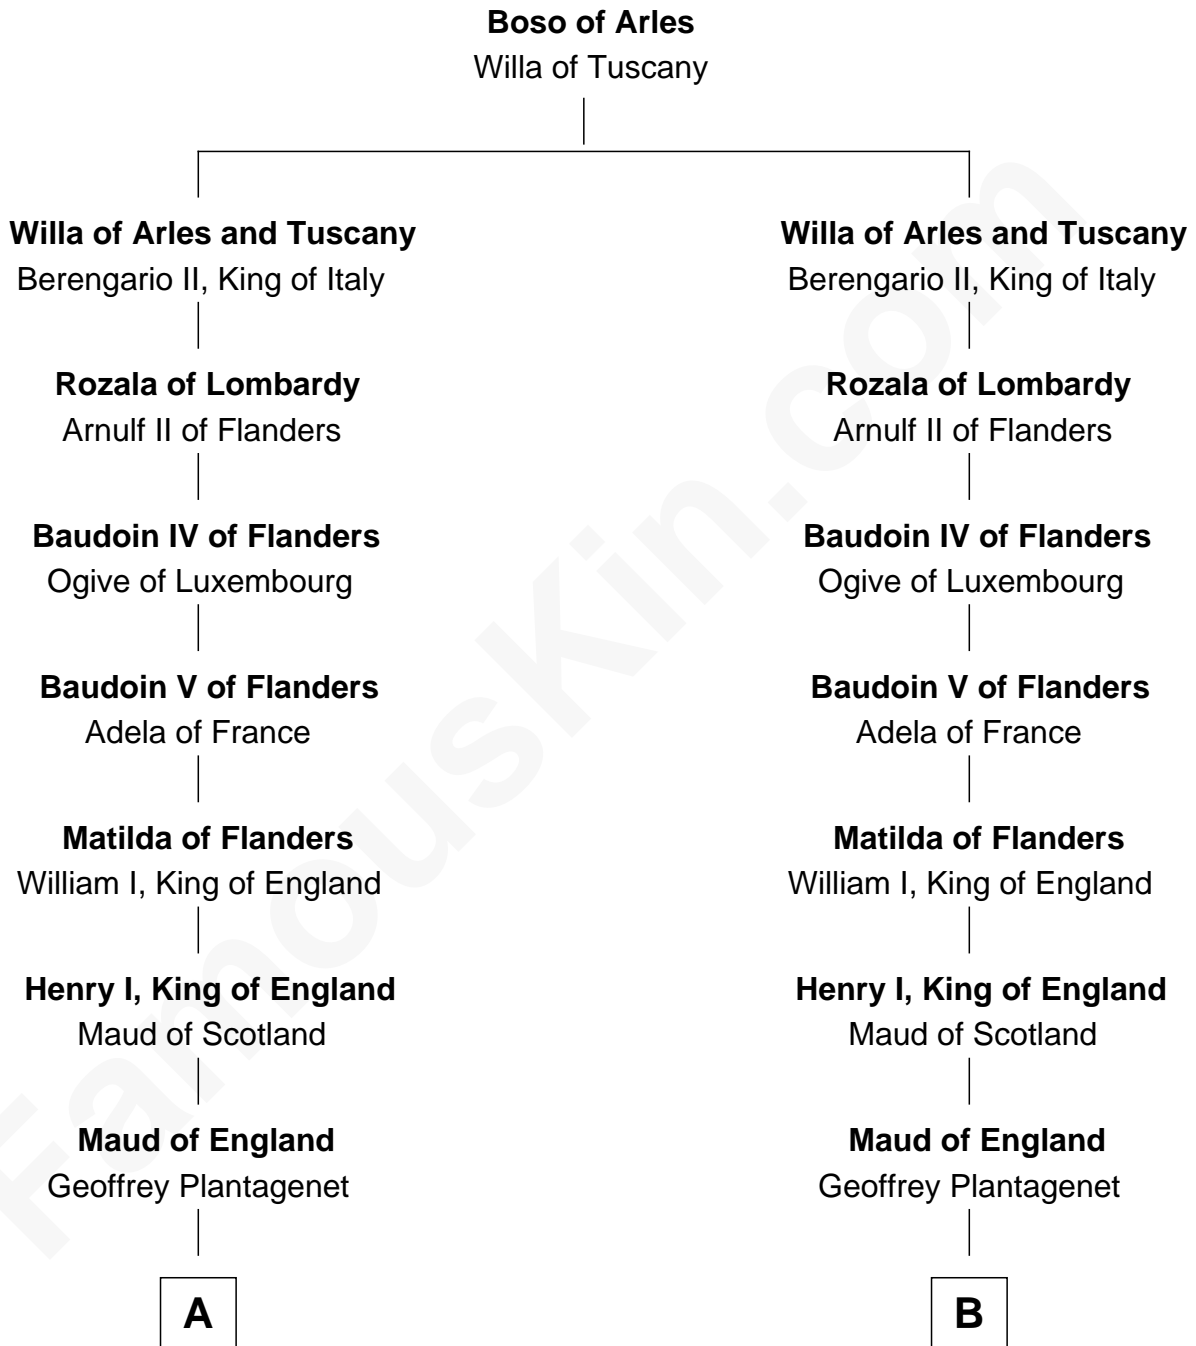 Boso of Arles
Willa of Tuscany
Willa of Arles and Tuscany
Berengario II, King of Italy
Rozala of Lombardy
Arnulf II of Flanders
Baudoin IV of Flanders
Ogive of Luxembourg
Baudoin V of Flanders
Adela of France
Matilda of Flanders
William I, King of England
Henry I, King of England
Maud of Scotland
Maud of England
Geoffrey Plantagenet
A
Willa of Arles and Tuscany
Berengario II, King of Italy
Rozala of Lombardy
Arnulf II of Flanders
Baudoin IV of Flanders
Ogive of Luxembourg
Baudoin V of Flanders
Adela of France
Matilda of Flanders
William I, King of England
Henry I, King of England
Maud of Scotland
Maud of England
Geoffrey Plantagenet
B
FamousKin.com